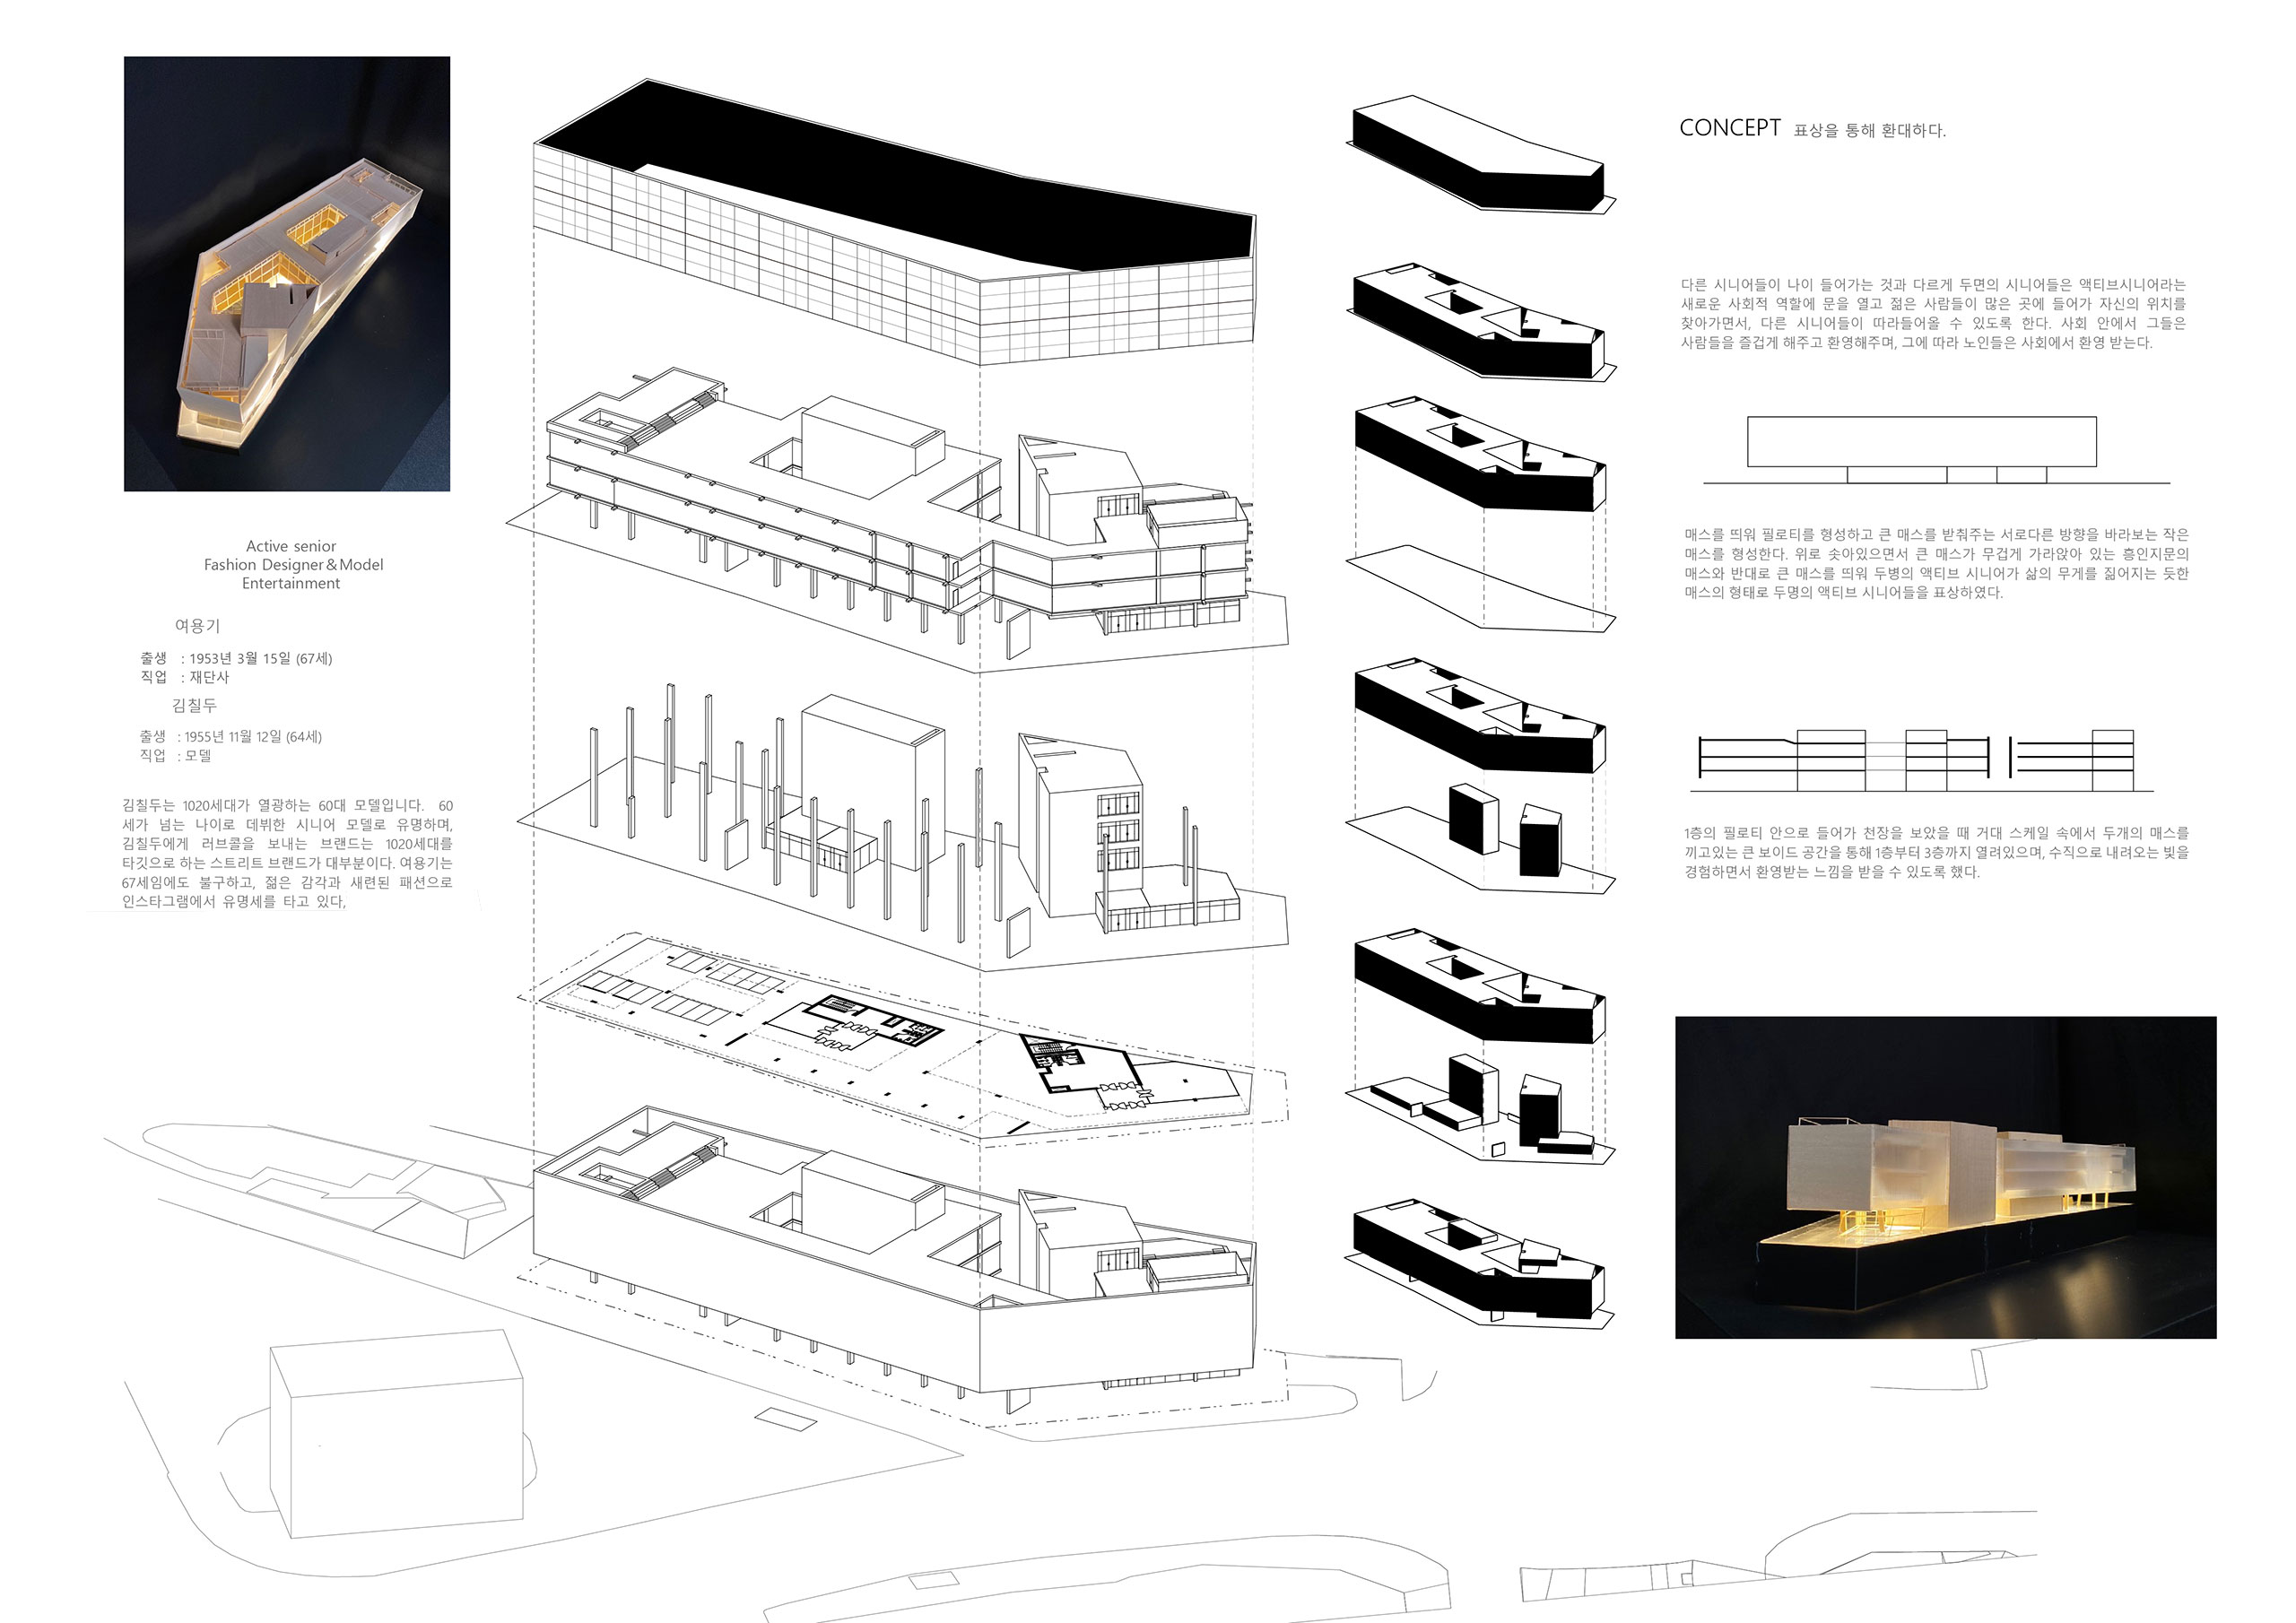 Active senior
Fashion Designer & Model
Entertainment
여용기
출생 : 1953년 3월 15일 (67세)
직업 : 재단사
김칠두
출생 : 1955년 11월 12일 (64세)
직업 : 모델
김칠두는 1020세대가 열광하는 60대 모델입니다. 60
세가 넘는 나이로 데뷔한 시니어 모델로 유명하며,
김칠두에게 러브콜을 보내는 브랜드는 1020세대를
타깃으로 하는 스트리트 브랜드가 대부분이다. 여용기는
67세임에도 불구하고, 젊은 감각과 새련된 패션으로
인스타그램에서 유명세를 타고 있다,
CONCEPT 표상을 통해 환대하다.
다른 시니어들이 나이 들어가는 것과 다르게 두면의 시니어들은 액티브시니어라는
새로운 사회적 역할에 문을 열고 젊은 사람들이 많은 곳에 들어가 자신의 위치를
찾아가면서, 다른 시니어들이 따라들어올 수 있도록 한다. 사회 안에서 그들은
사람들을 즐겁게 해주고 환영해주며, 그에 따라 노인들은 사회에서 환영 받는다.
매스를 띄워 필로티를 형성하고 큰 매스를 받춰주는 서로다른 방향을 바라보는 작은
매스를 형성한다. 위로 솟아있으면서 큰 매스가 무겁게 가라앉아 있는 흥인지문의
매스와 반대로 큰 매스를 띄워 두병의 액티브 시니어가 삶의 무게를 짊어지는 듯한
매스의 형태로 두명의 액티브 시니어들을 표상하였다.
1층의 필로티 안으로 들어가 천장을 보았을 때 거대 스케일 속에서 두개의 매스를
끼고있는 큰 보이드 공간을 통해 1층부터 3층까지 열려있으며, 수직으로 내려오는 빛을
경험하면서 환영받는 느낌을 받을 수 있도록 했다.